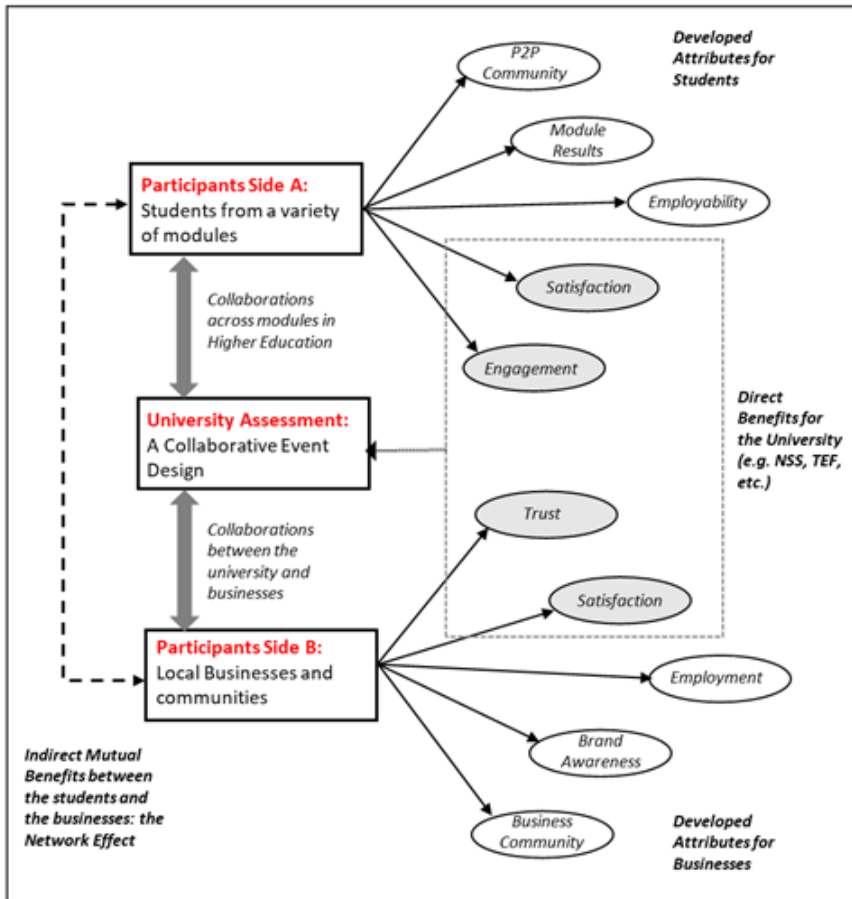 P2P
Community
Developed
Attributes for
Students
Module
Results
Participants Side A:
Students from a variety
of modules
Employability
Satisfaction
Collaborations
across modules in
Higher Education
Engagement
University Assessment:
A Collaborative Event
Design
Direct
Benefits for
the University
(e.g. NSS, TEF,
etc.)
Trust
Collaborations
between the
university and
businesses
Satisfaction
Participants Side B:
Local Businesses and
communities
Employment
Brand
Awareness
Indirect Mutual
Benefits between
the students and
the businesses: the
Network Effect
Business
Community
Developed
Attributes for
Businesses